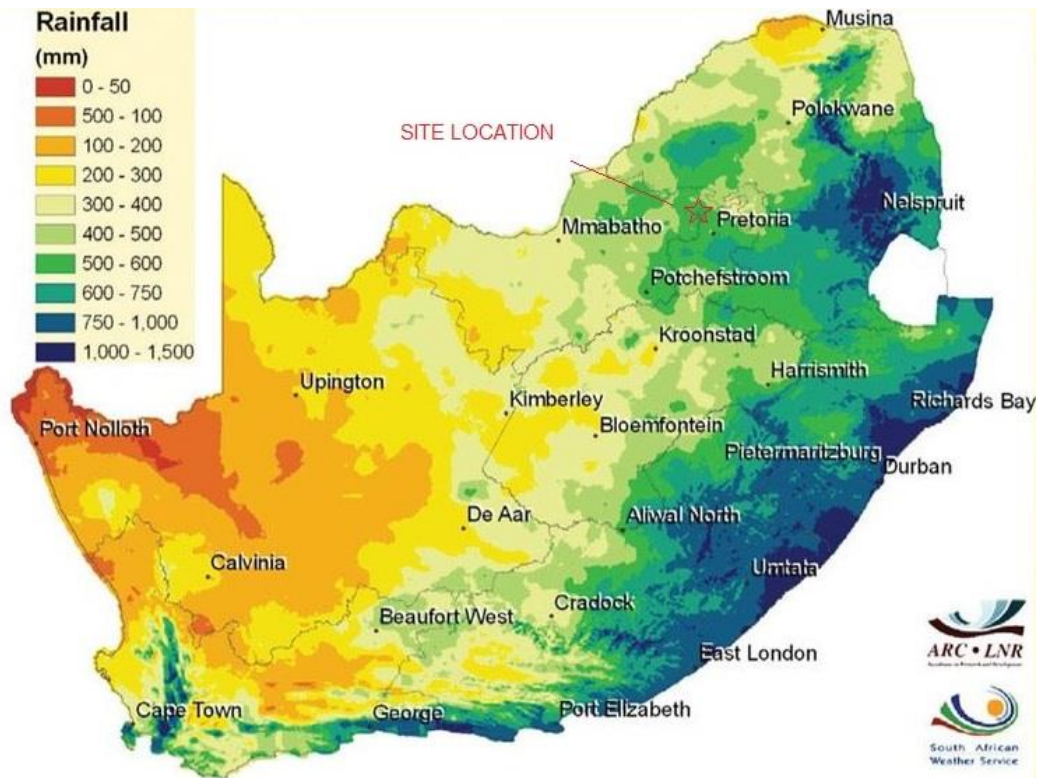 Rainfall
(mm)
0 - 50
500 - 100
100 - 200
200 - 300
300 - 400
400 - 500
500 - 600
600 - 750
750 - 1,000
1,000 - 1,500
SITE LOCATION
Musina
Polokwane
Nelspruit
Mmabatho
Pretoria
Potchefstroom
Kroonstad
Harrismith
Upington
Kimberley
Richards Bay
Port Nolloth
Bloemfontein
Pietermaritzburg
Durban
De Aar
Aliwal North
Calvinia
Umtata
Beaufort West
Cradock
East London
Cape Town
George
Port Elizabeth
ARC • LNR
South African
Weather Service